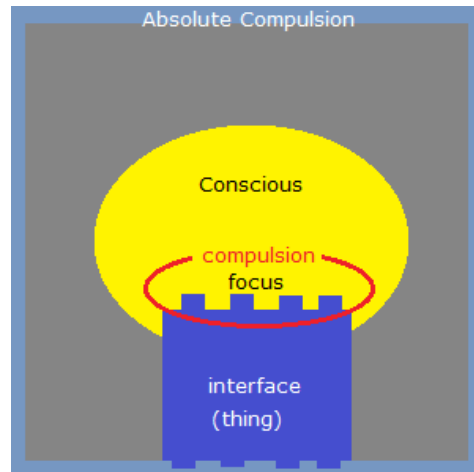 Absolute Compulsion
Conscious
compulsion
focus
interface
(thing)